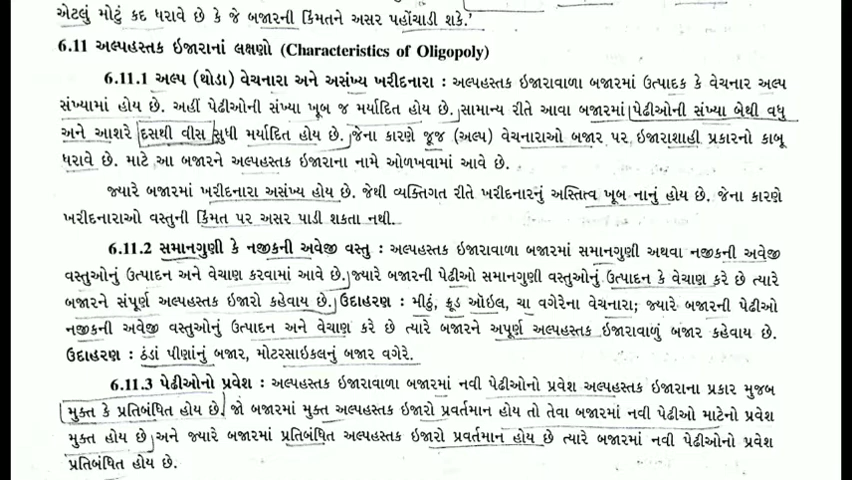 એટલું મોટું કદ ધરાવે છે કે જે બજારની કિંમતને અસર પહોંચાડી શકે.'
6.11 અલ્પહસ્તક ઇજારાનાં લક્ષણો (Characteristics of Oligopoly)
6.11.1 અલ્પ (થોડા) વેચનારા અને અસંખ્ય ખરીદનારા : અલ્પહસ્તક ઇજારાવાળા બજારમાં ઉત્પાદક કે વેચનાર અલ્પ
સંખ્યામાં હોય છે. અહીં પેઢીઓની સંખ્યા ખૂબ જ મર્યાદિત હોય છે. સામાન્ય રીતે આવા બજારમાં પેઢીઓની સંખ્યા બેથી વધુ
અને આશરે દસથી વીસ સુધી મર્યાદિત હોય છે. જેના કારણે જૂજ (અલ્પ) વેચનારાઓ બજાર પર ઇજારાશાહી પ્રકારનો કાબૂ
ધરાવે છે. માટે આ બજારને અલ્પહસ્તક ઇજારાના નામે ઓળખવામાં આવે છે.
જ્યારે બજારમાં ખરીદનારા અસંખ્ય હોય છે. જેથી વ્યક્તિગત રીતે ખરીદનારનું અસ્તિત્વ ખૂબ નાનું હોય છે. જેના કારણે
ખરીદનારાઓ વસ્તુની કિંમત પર અસર પાડી શકતા નથી.
6.11.2 સમાનગુણી કે નજીકની અવેજી વસ્તુ : અલ્પહસ્તક ઇજારાવાળા બજારમાં સમાનગુણી અથવા નજીકની અવેજી
વસ્તુઓનું ઉત્પાદન અને વેચાણ કરવામાં આવે છે. જ્યારે બજારની પેઢીઓ સમાનગુણી વસ્તુઓનું ઉત્પાદન કે વેચાણ કરે છે ત્યારે
બજારને સંપૂર્ણ અલ્પહસ્તક ઇજારો કહેવાય છે. ઉદાહરણ : મીઠું, ક્રૂડ ઑઇલ, ચા વગેરેના વેચનારા; જ્યારે બજારની પેઢીઓ
નજીકની અવેજી વસ્તુઓનું ઉત્પાદન અને વેચાણ કરે છે ત્યારે બજારને અપૂર્ણ અલ્પહસ્તક ઇજારાવાળું બજાર કહેવાય છે.
ઉદાહરણ : ઠંડાં પીણાંનું બજાર, મોટરસાઇકલનું બજાર વગેરે.
6.11.3 પેઢીઓનો પ્રવેશ : અલ્પહસ્તક ઇજારાવાળા બજારમાં નવી પેઢીઓનો પ્રવેશ અલ્પહસ્તક ઇજારાના પ્રકાર મુજબ
મુક્ત કે પ્રતિબંધિત હોય છે. જો બજારમાં મુક્ત અલ્પહસ્તક ઇજારો પ્રવર્તમાન હોય તો તેવા બજારમાં નવી પેઢીઓ માટેનો પ્રવેશ
મુક્ત હોય છે અને જ્યારે બજારમાં પ્રતિબંધિત અલ્પહસ્તક ઇજારો પ્રવર્તમાન હોય છે ત્યારે બજારમાં નવી પેઢીઓનો પ્રવેશ
પ્રતિબંધિત હોય છે.